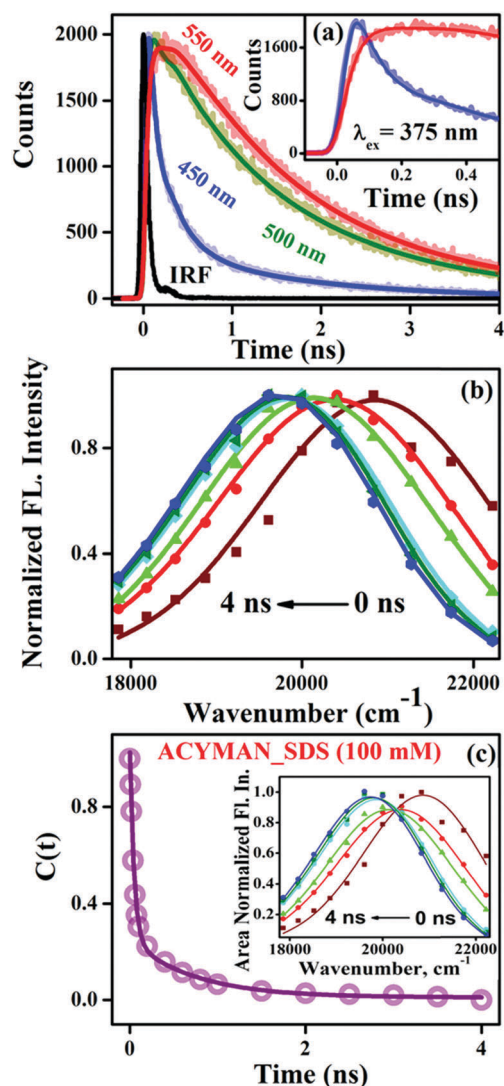 (a)
2000
1500
1000
500
0
Counts
550 nm
450 nm
500 nm
IRF
0 1 2 3 4
Time (ns)
Counts
1600
800
0
λex = 375 nm
0.0 0.2 0.4
Time (ns)
(b)
Normalized FL. Intensity
0.8
0.4
0.0
4 ns 0 ns
18000 20000 22000
Wavenumber (cm-1)
ACYMAN_SDS (100 mM)
(c)
C(t)
0.8
0.4
0.0
Area Normalized Fl. In.
1.0
0.8
0.6
0.4
0.2
4 ns 0 ns
18000 20000 22000
Wavenumber, cm-1
0 2 4
Time (ns)